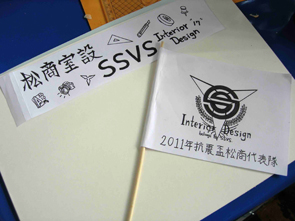 松商室設
SSVS
Interior
Design
Interior Design
2011年抗震盃松商代表隊